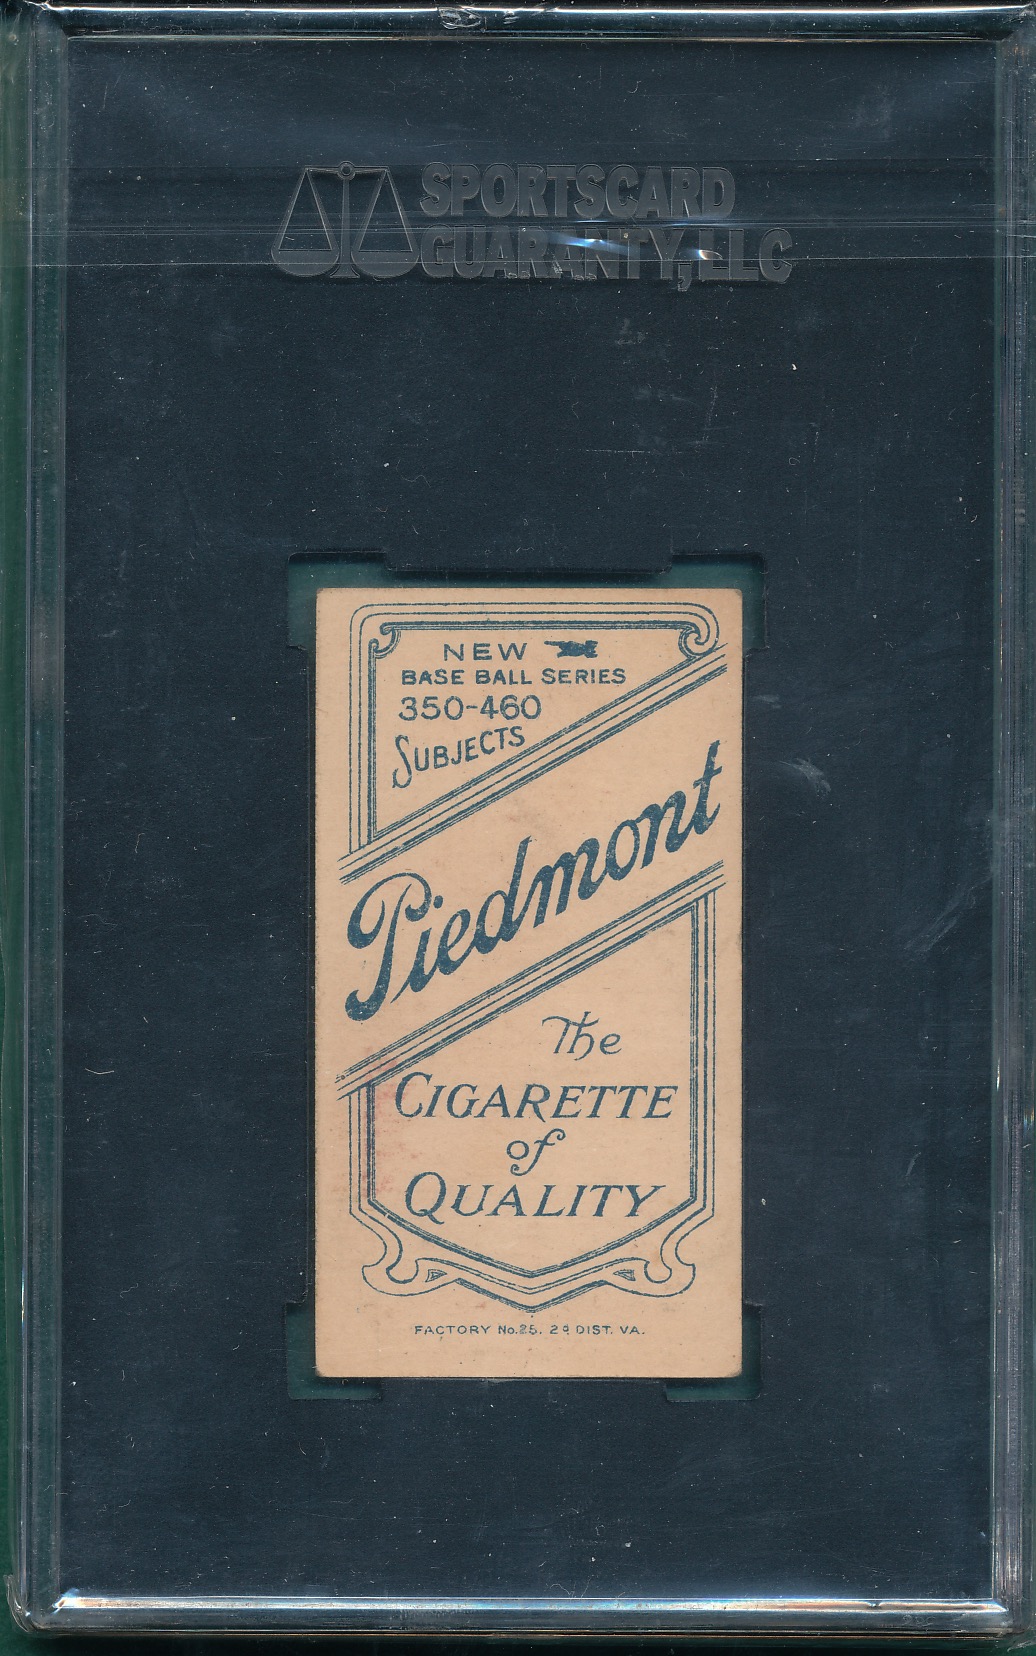 SPORTSCARD
GUARANTY, LLC
NEW
BASE BALL SERIES
350-460
SUBJECTS
Piedmont
The
CIGARETTE
of
QUALITY
FACTORY No. 25. 2D DIST. VA.